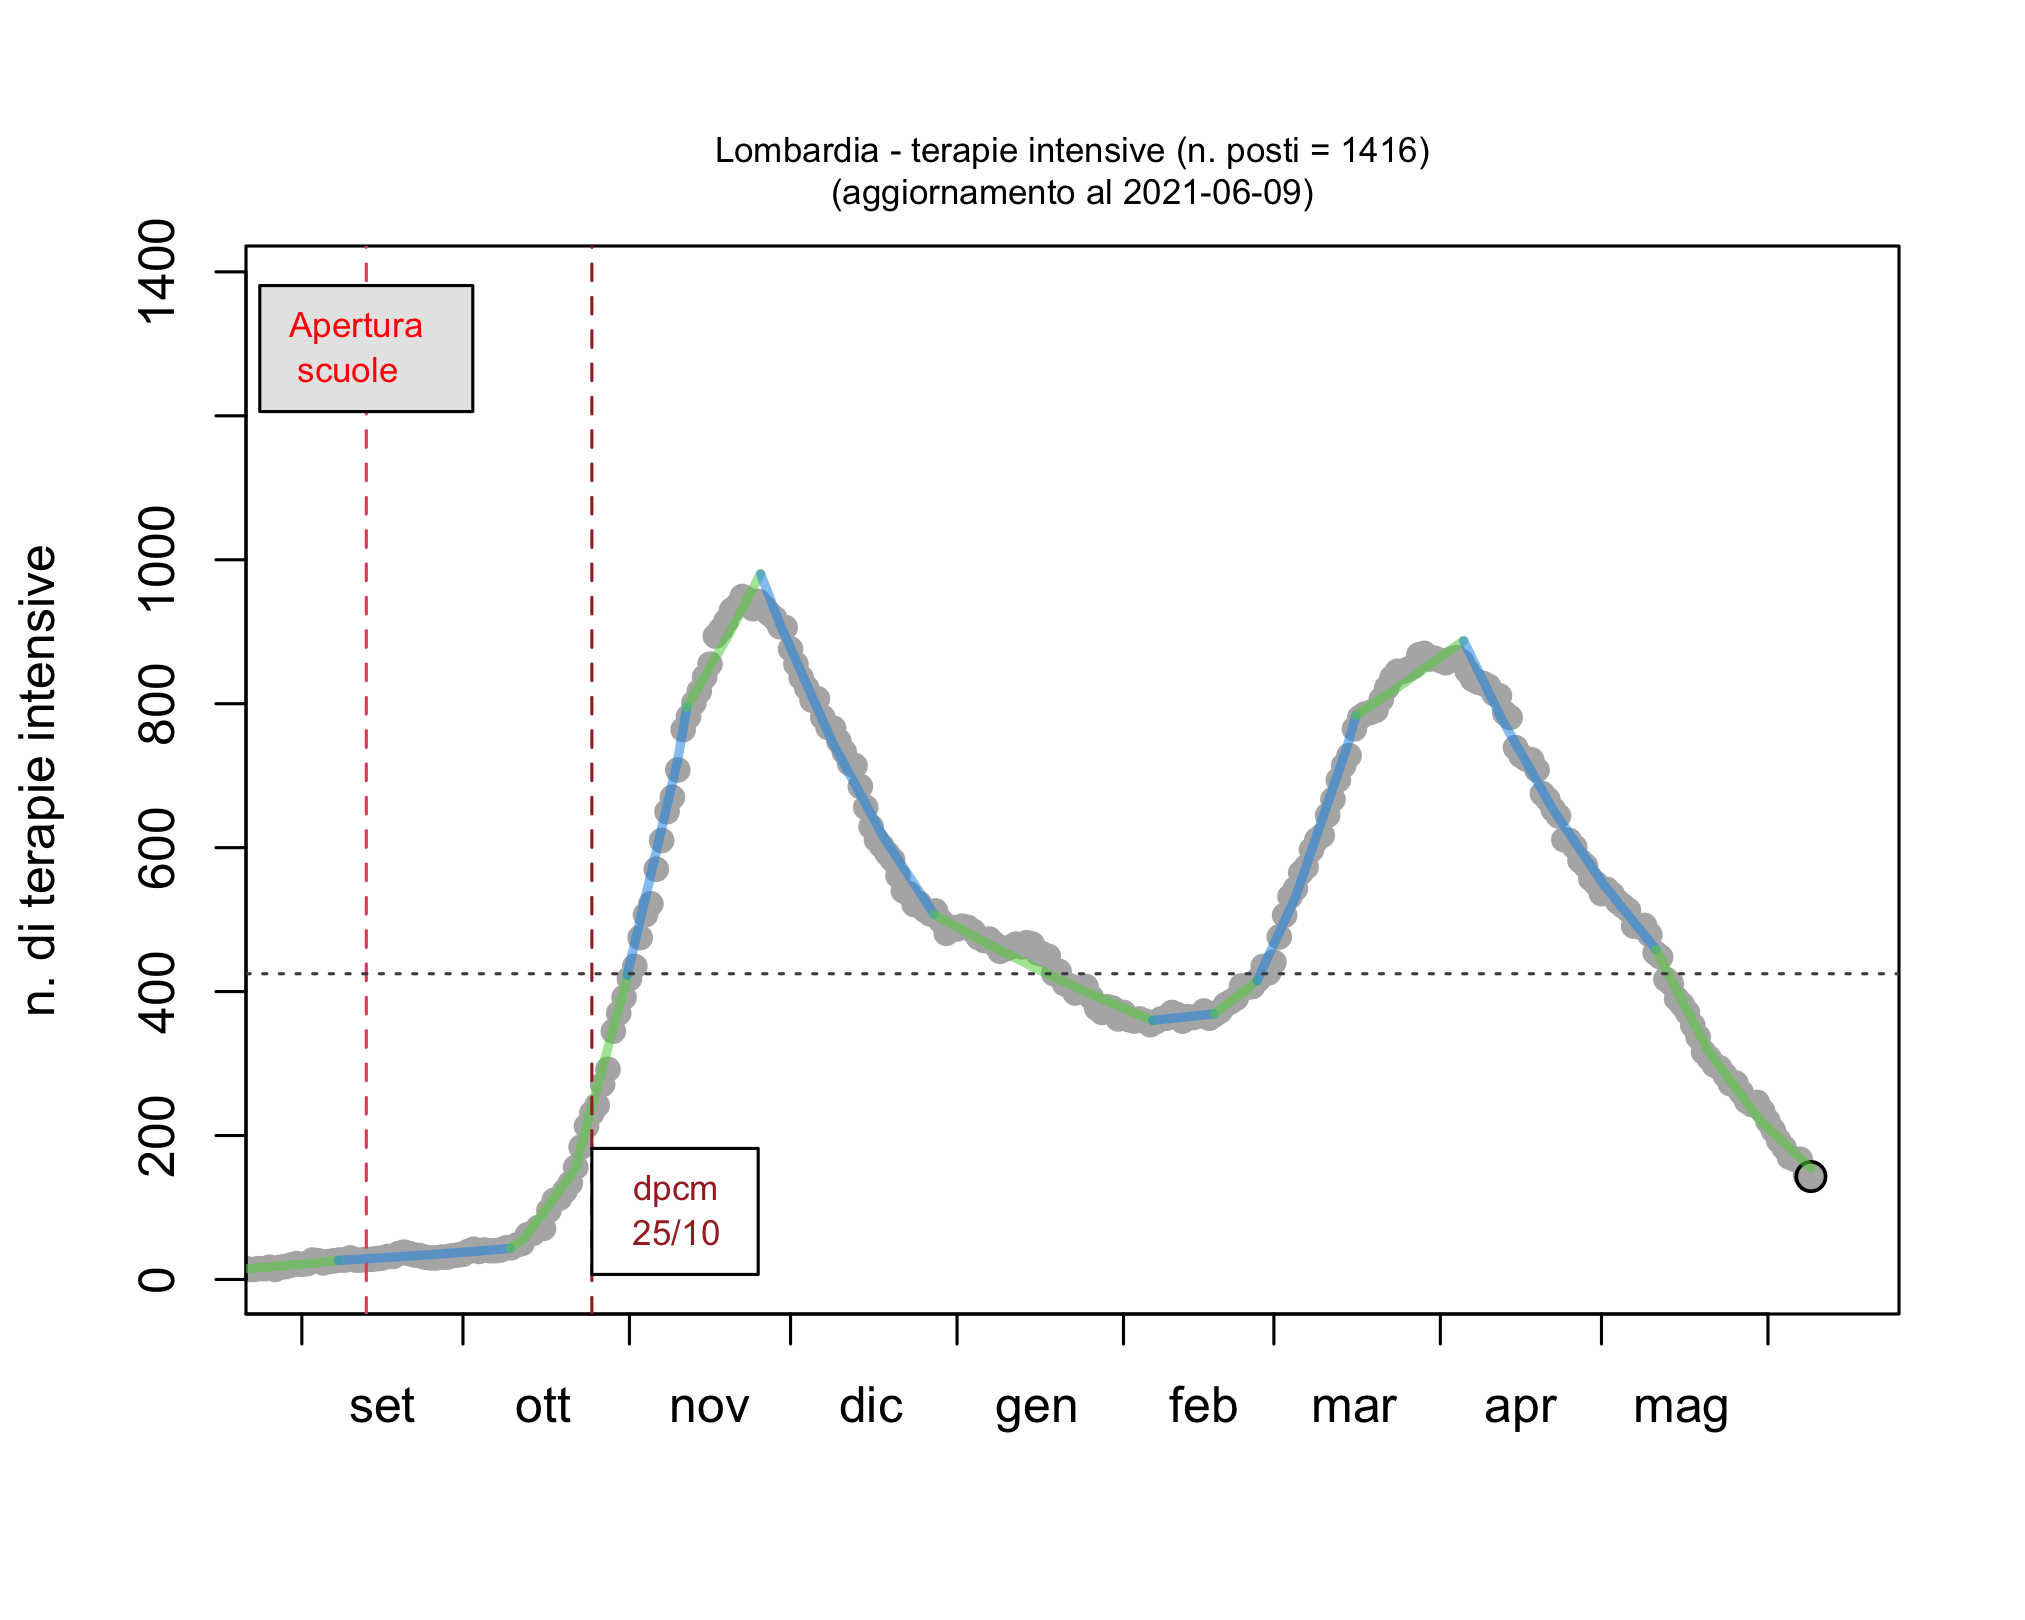 Lombardia - terapie intensive (n. posti = 1416)
(aggiornamento al 2021-06-09)
n. di terapie intensive
1400
1000
800
600
400
200
0
Apertura
scuole
dpcm
25/10
set ott nov dic gen feb mar apr mag